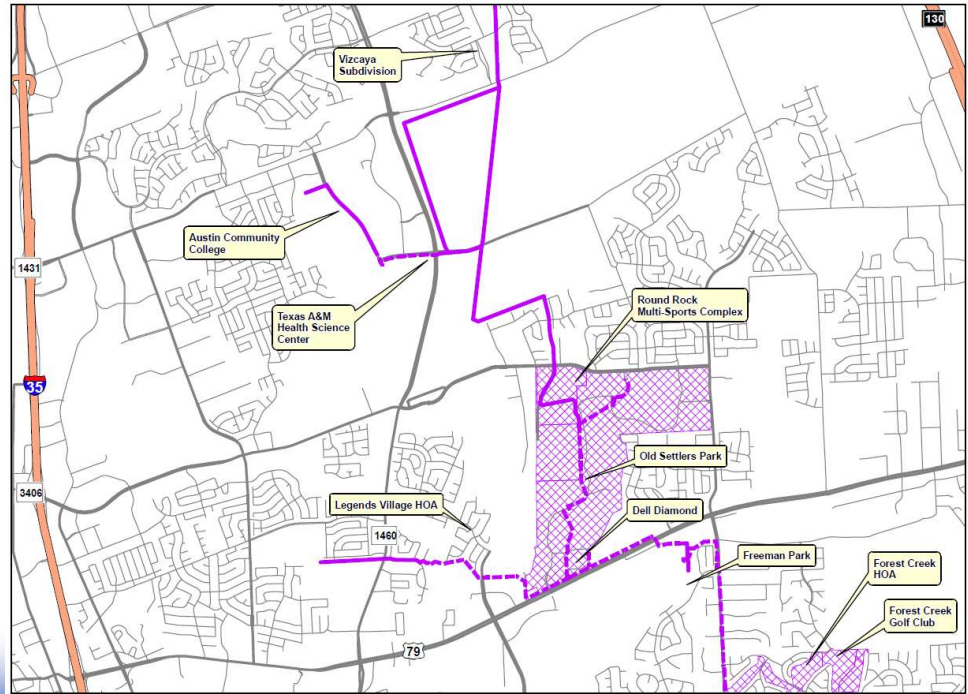 130
Vizcaya
Subdivision
Austin Community
College
1431
Texas A&M
Health Science
Center
Round Rock
Multi-Sports Complex
35
3406
Old Settlers Park
Legends Village HOA
Dell Diamond
1460
Freeman Park
Forest Creek
HOA
Forest Creek
Golf Club
79